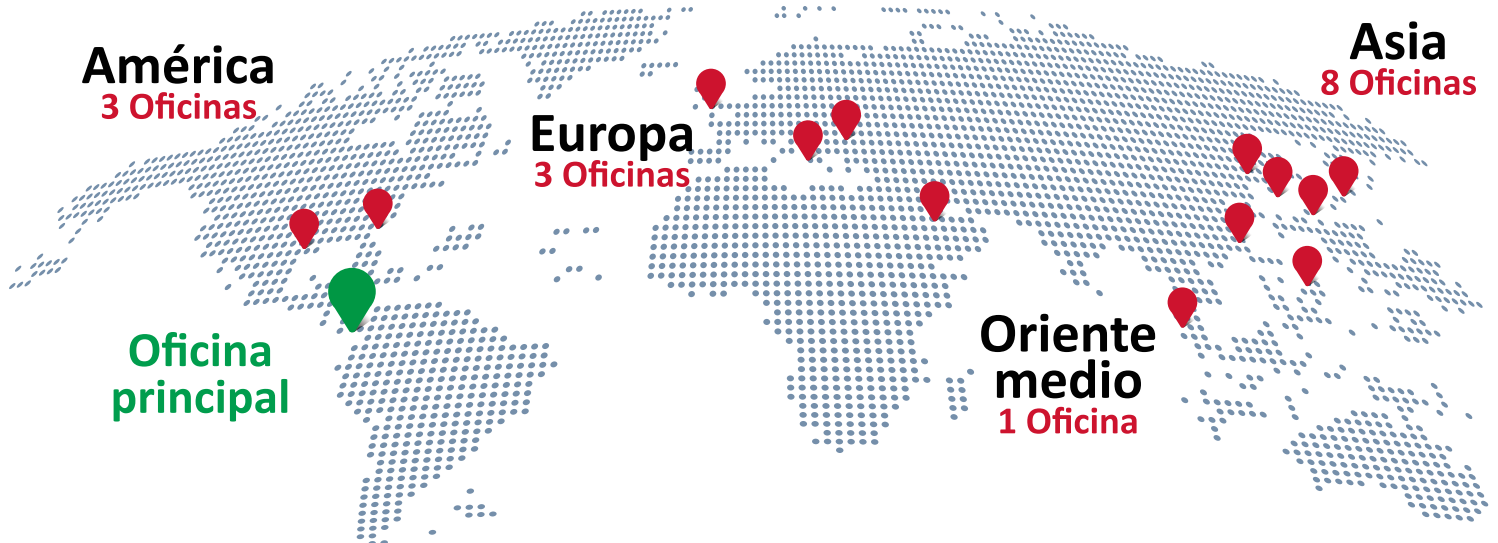 América
3 Oficinas
Asia
8 Oficinas
Europa
3 Oficinas
Oriente
medio
1 Oficina
Oficina
principal